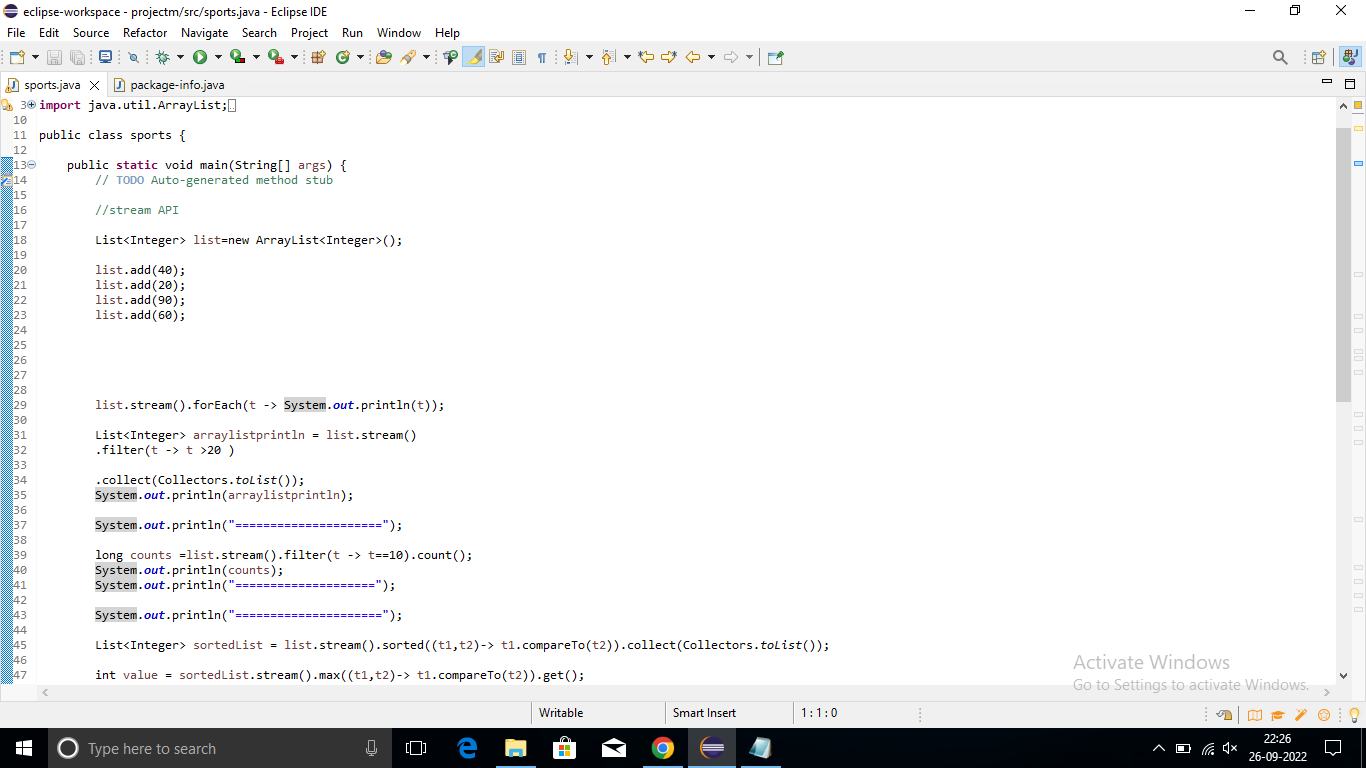 eclipse-workspace - projectm/src/sports.java - Eclipse IDE
File Edit Source Refactor Navigate Search Project Run Window Help
sports.java package-info.java
3 import java.util.ArrayList;
10
11 public class sports {
12
13 public static void main(String[] args) {
14 // TODO Auto-generated method stub
15
16 //stream API
17
18 List<Integer> list=new ArrayList<Integer>();
19
20 list.add(40);
21 list.add(20);
22 list.add(90);
23 list.add(60);
24
25
26
27
28
29 list.stream().forEach(t -> System.out.println(t));
30
31 List<Integer> arraylistprintln = list.stream()
32 .filter(t -> t >20 )
33
34 .collect(Collectors.toList());
35 System.out.println(arraylistprintln);
36
37 System.out.println("=====================");
38
39 long counts =list.stream().filter(t -> t==10).count();
40 System.out.println(counts);
41 System.out.println("====================");
42
43 System.out.println("=====================");
44
45 List<Integer> sortedList = list.stream().sorted((t1,t2)-> t1.compareTo(t2)).collect(Collectors.toList());
46
47 int value = sortedList.stream().max((t1,t2)-> t1.compareTo(t2)).get();
Activate Windows
Go to Settings to activate Windows.
Writable Smart Insert 1 : 1 : 0
Type here to search
22:26
26-09-2022